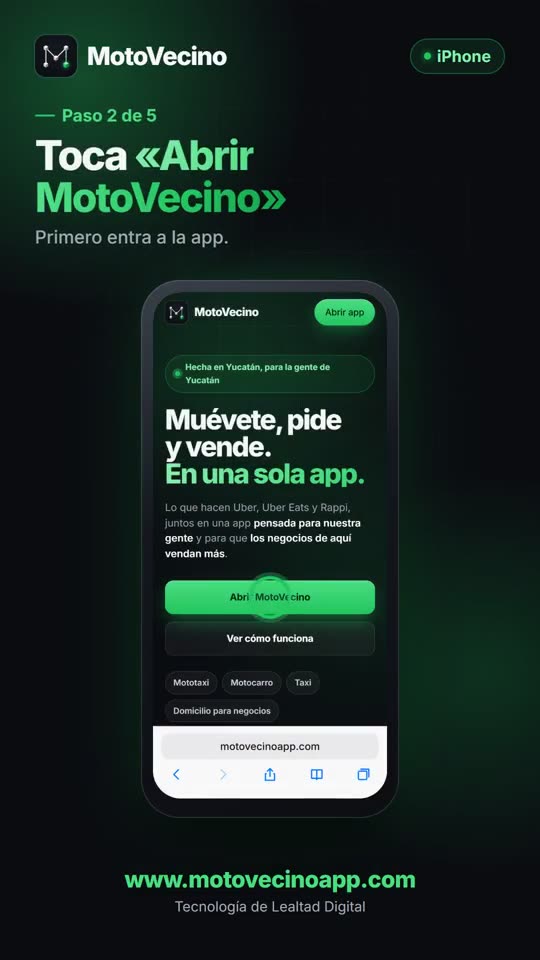 MotoVecino
iPhone
Paso 2 de 5
Toca «Abrir
MotoVecino»
Primero entra a la app.
MotoVecino
Abrir app
Hecha en Yucatán, para la gente de
Yucatán
Muévete, pide
y vende.
En una sola app.
Lo que hacen Uber, Uber Eats y Rappi,
juntos en una app pensada para nuestra
gente y para que los negocios de aquí
vendan más.
Abrir MotoVecino
Ver cómo funciona
Mototaxi
Motocarro
Taxi
Domicilio para negocios
motovecinoapp.com
www.motovecinoapp.com
Tecnología de Lealtad Digital